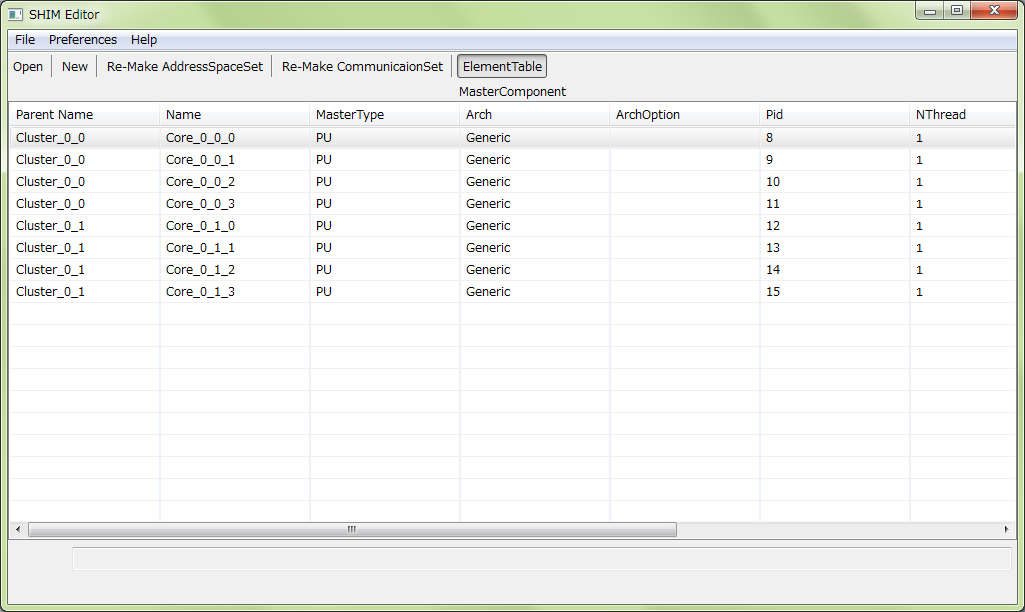 SHIM Editor
File Preferences Help
Open New Re-Make AddressSpaceSet Re-Make CommunicaionSet ElementTable
MasterComponent
Parent Name Name MasterType Arch ArchOption Pid NThread
Cluster_0_0 Core_0_0_0 PU Generic 8 1
Cluster_0_0 Core_0_0_1 PU Generic 9 1
Cluster_0_0 Core_0_0_2 PU Generic 10 1
Cluster_0_0 Core_0_0_3 PU Generic 11 1
Cluster_0_1 Core_0_1_0 PU Generic 12 1
Cluster_0_1 Core_0_1_1 PU Generic 13 1
Cluster_0_1 Core_0_1_2 PU Generic 14 1
Cluster_0_1 Core_0_1_3 PU Generic 15 1